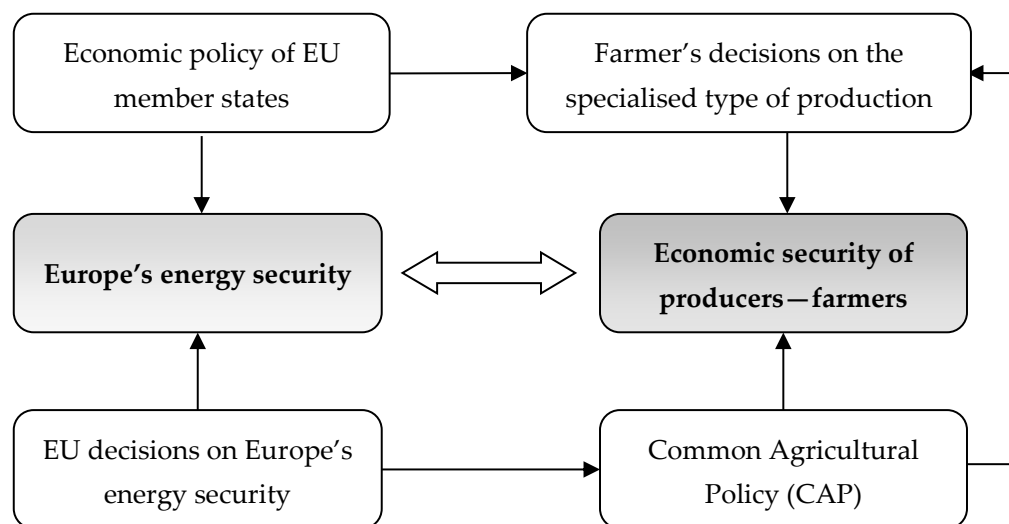 Economic policy of EU
member states
Farmer’s decisions on the
specialised type of production
Europe’s energy security
Economic security of
producers—farmers
EU decisions on Europe’s
energy security
Common Agricultural
Policy (CAP)